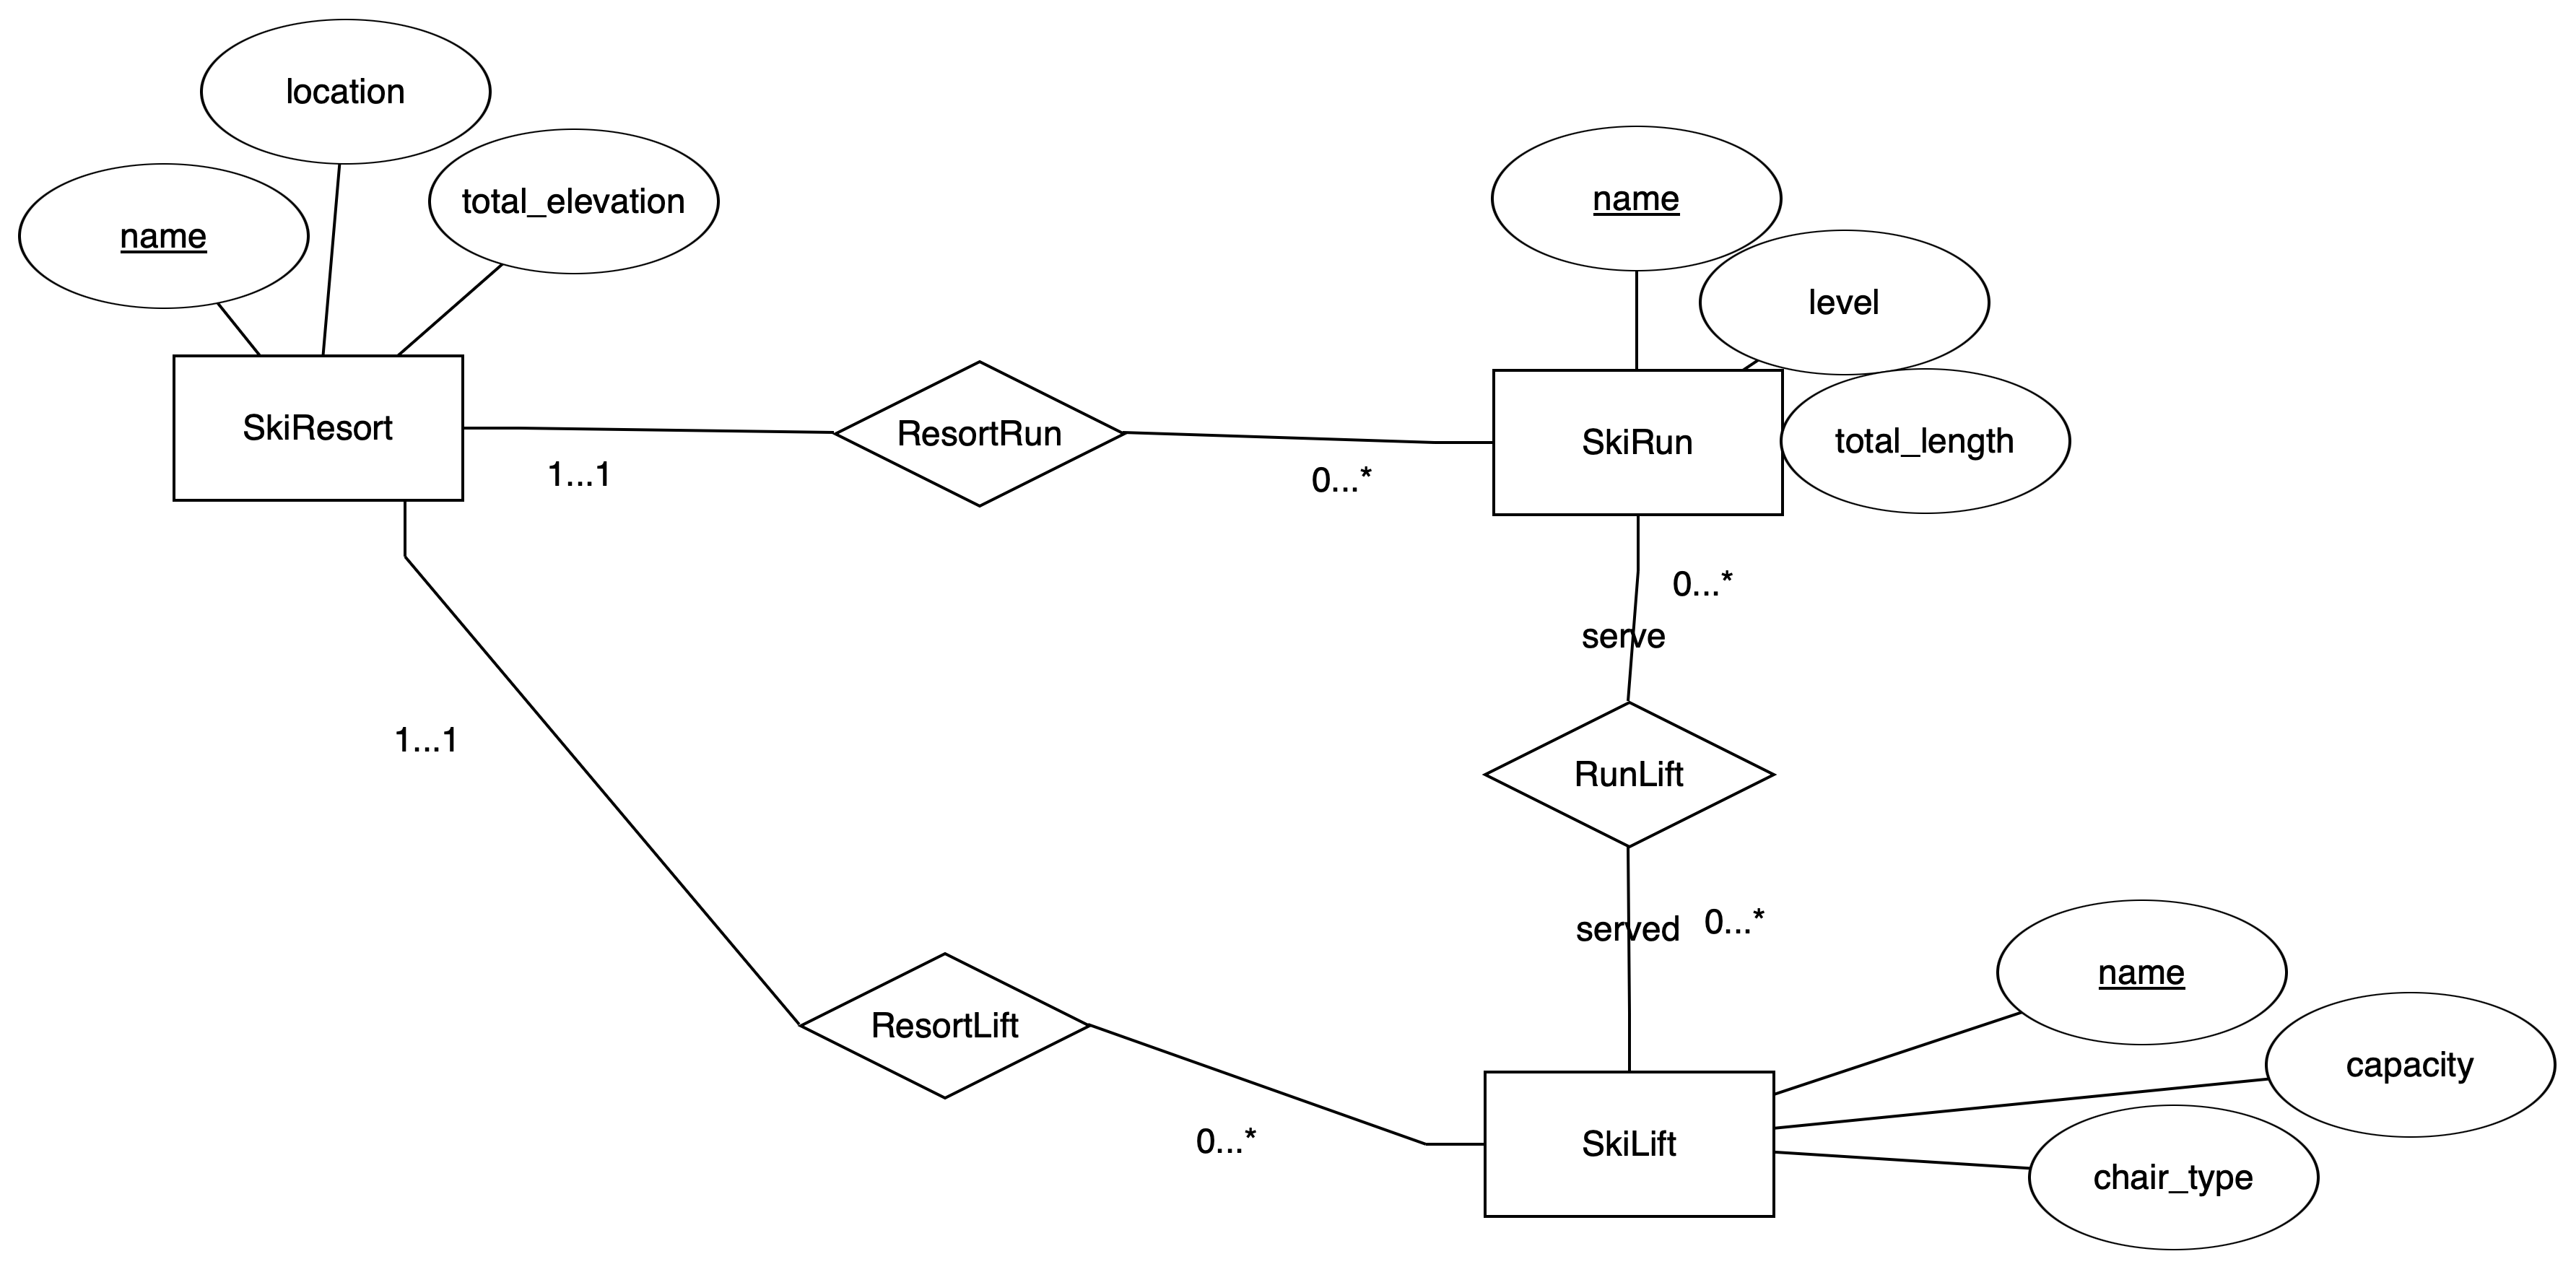 location
name
total_elevation
name
level
SkiResort
ResortRun
SkiRun
total_length
1...1
0...*
0...*
serve
1...1
RunLift
served
0...*
name
ResortLift
capacity
0...*
SkiLift
chair_type